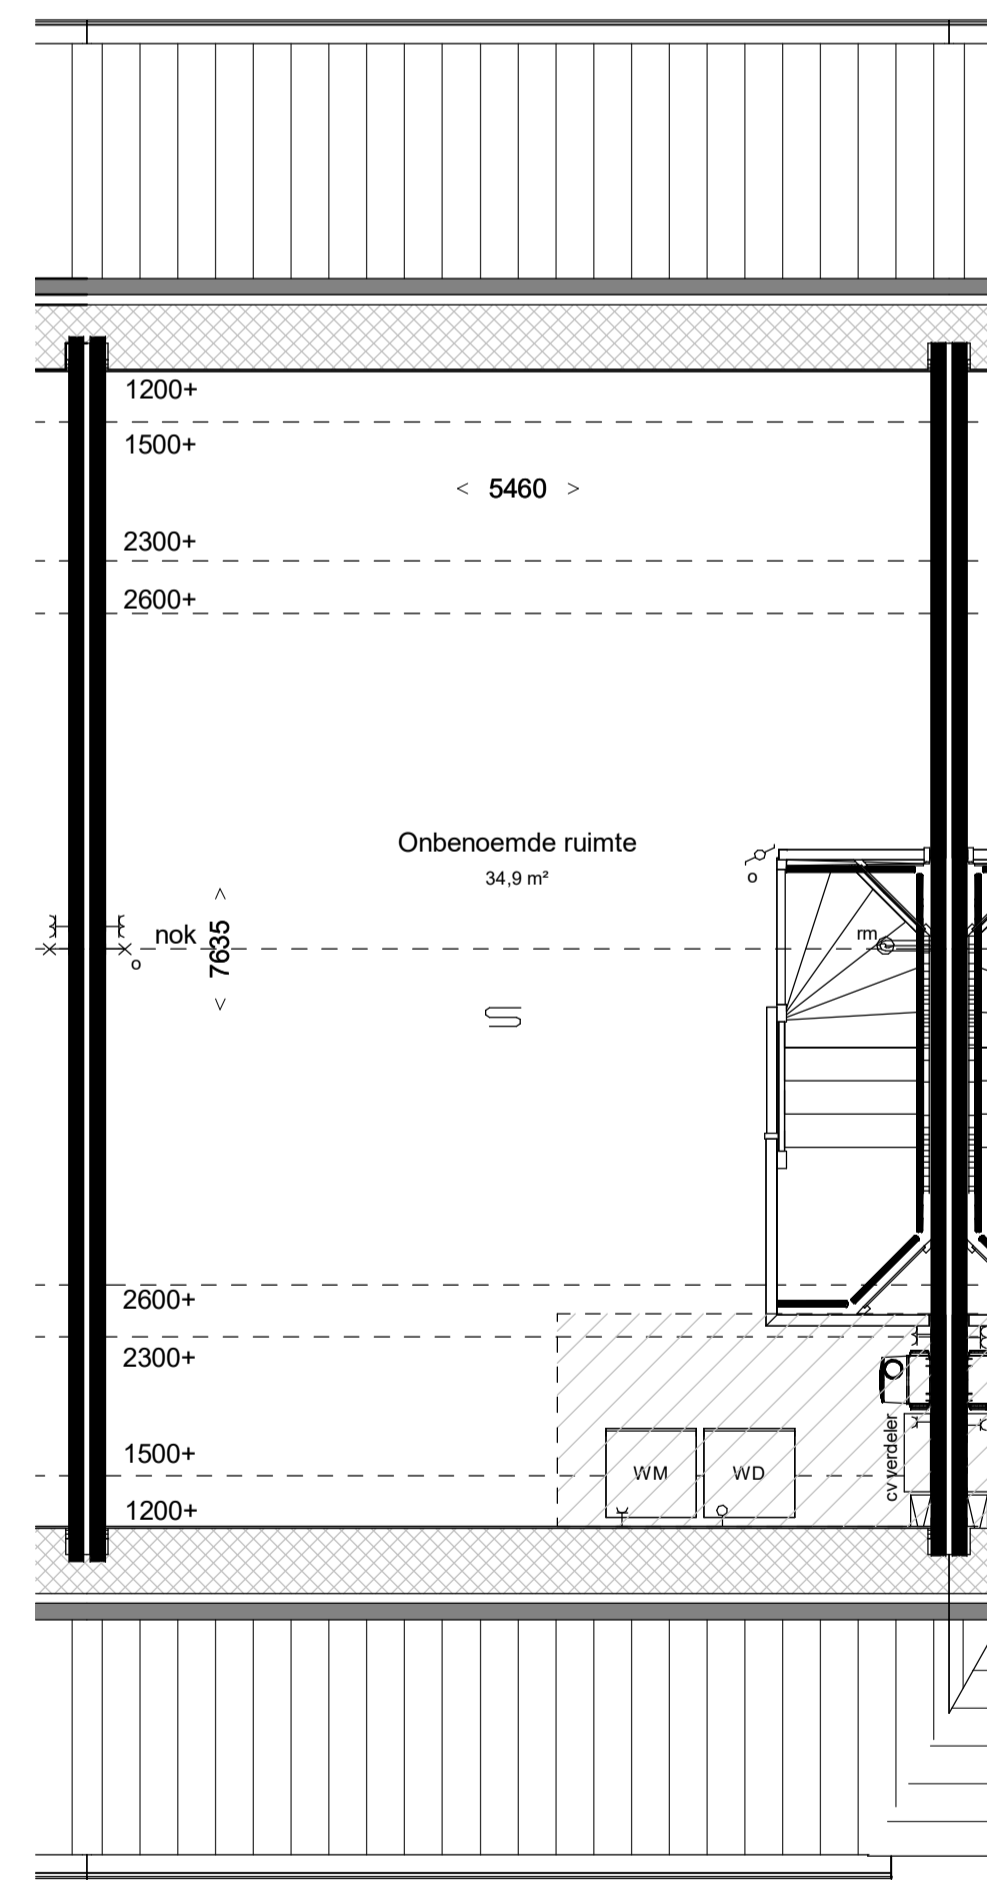 1200+
1500+
< 5460 >
2300+
2600+
Onbenoemde ruimte
34,9 m²
o
rm
nok
< 7635 >
o
2600+
2300+
1500+
WM
WD
cv verdeler
1200+